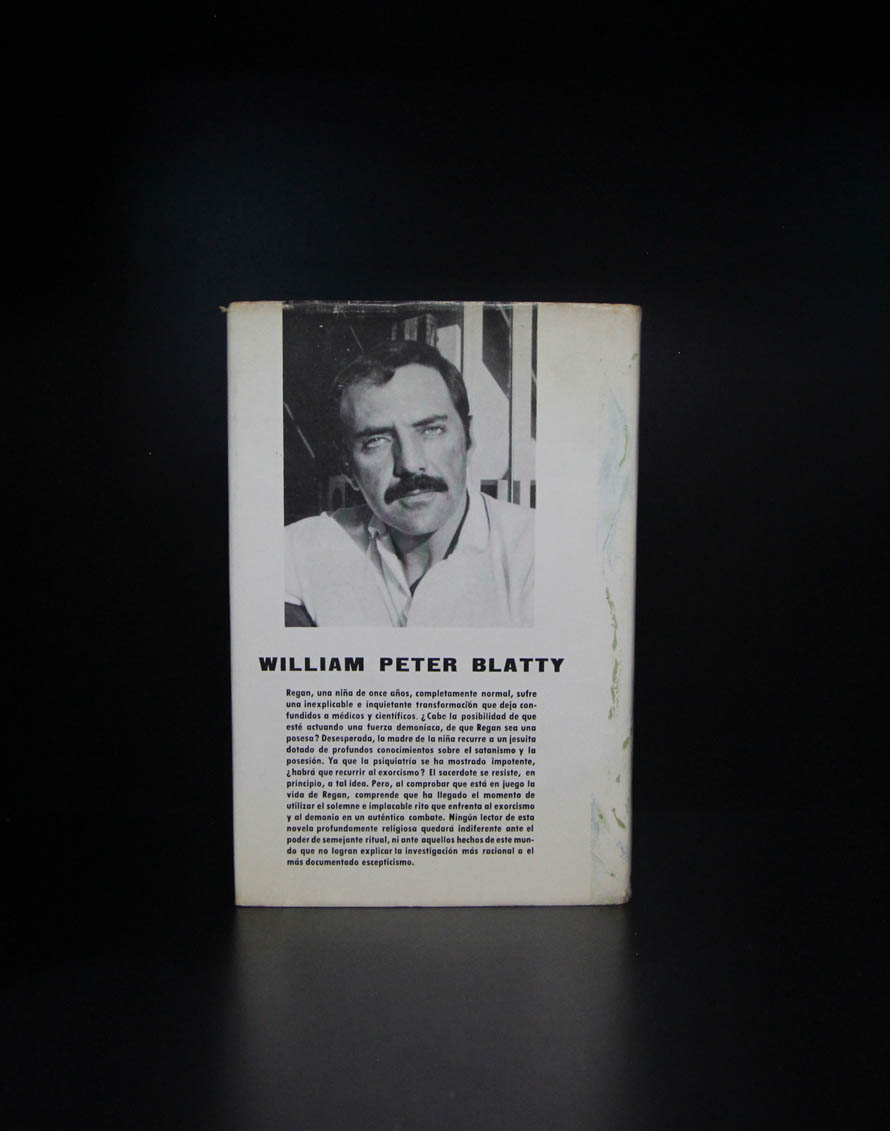 WILLIAM PETER BLATTY
Regan, una niña de once años, completamente normal, sufre
una inexplicable e inquietante transformación que deja con-
fundidos a médicos y científicos. ¿Cabe la posibilidad de que
esté actuando una fuerza demoníaca, de que Regan sea una
posesa? Desesperada, la madre de la niña recurre a un jesuita
dotado de profundos conocimientos sobre el satanismo y la
posesión. Ya que la psiquiatría se ha mostrado impotente,
¿habrá que recurrir al exorcismo? El sacerdote se resiste, en
principio, a tal idea. Pero, al comprobar que está en juego la
vida de Regan, comprende que ha llegado el momento de
utilizar el solemne e implacable rito que enfrenta al exorcismo
y al demonio en un auténtico combate. Ningún lector de esta
novela profundamente religiosa quedará indiferente ante el
poder de semejante ritual, ni ante aquellos hechos de este mun-
do que no logran explicar la investigación más racional o el
más documentado escepticismo.